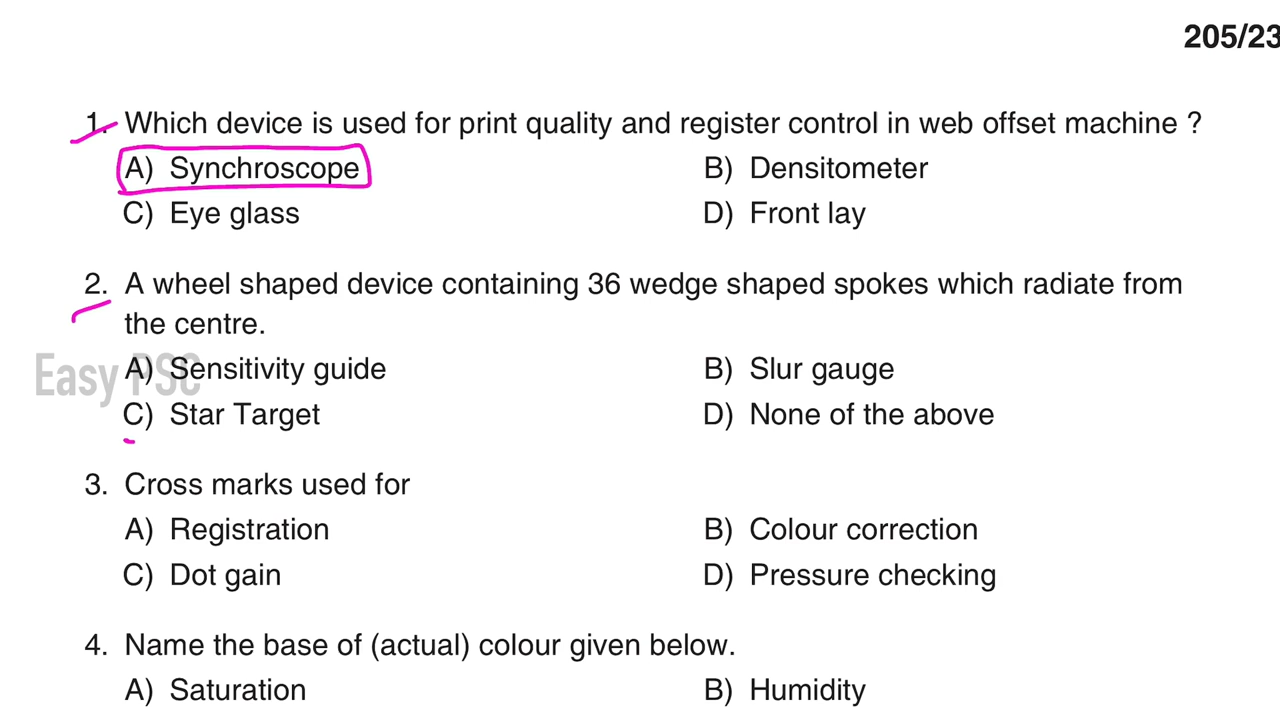 205/23
1. Which device is used for print quality and register control in web offset machine ?
A) Synchroscope B) Densitometer
C) Eye glass D) Front lay
2. A wheel shaped device containing 36 wedge shaped spokes which radiate from
the centre.
Easy PSC
A) Sensitivity guide B) Slur gauge
C) Star Target D) None of the above
3. Cross marks used for
A) Registration B) Colour correction
C) Dot gain D) Pressure checking
4. Name the base of (actual) colour given below.
A) Saturation B) Humidity